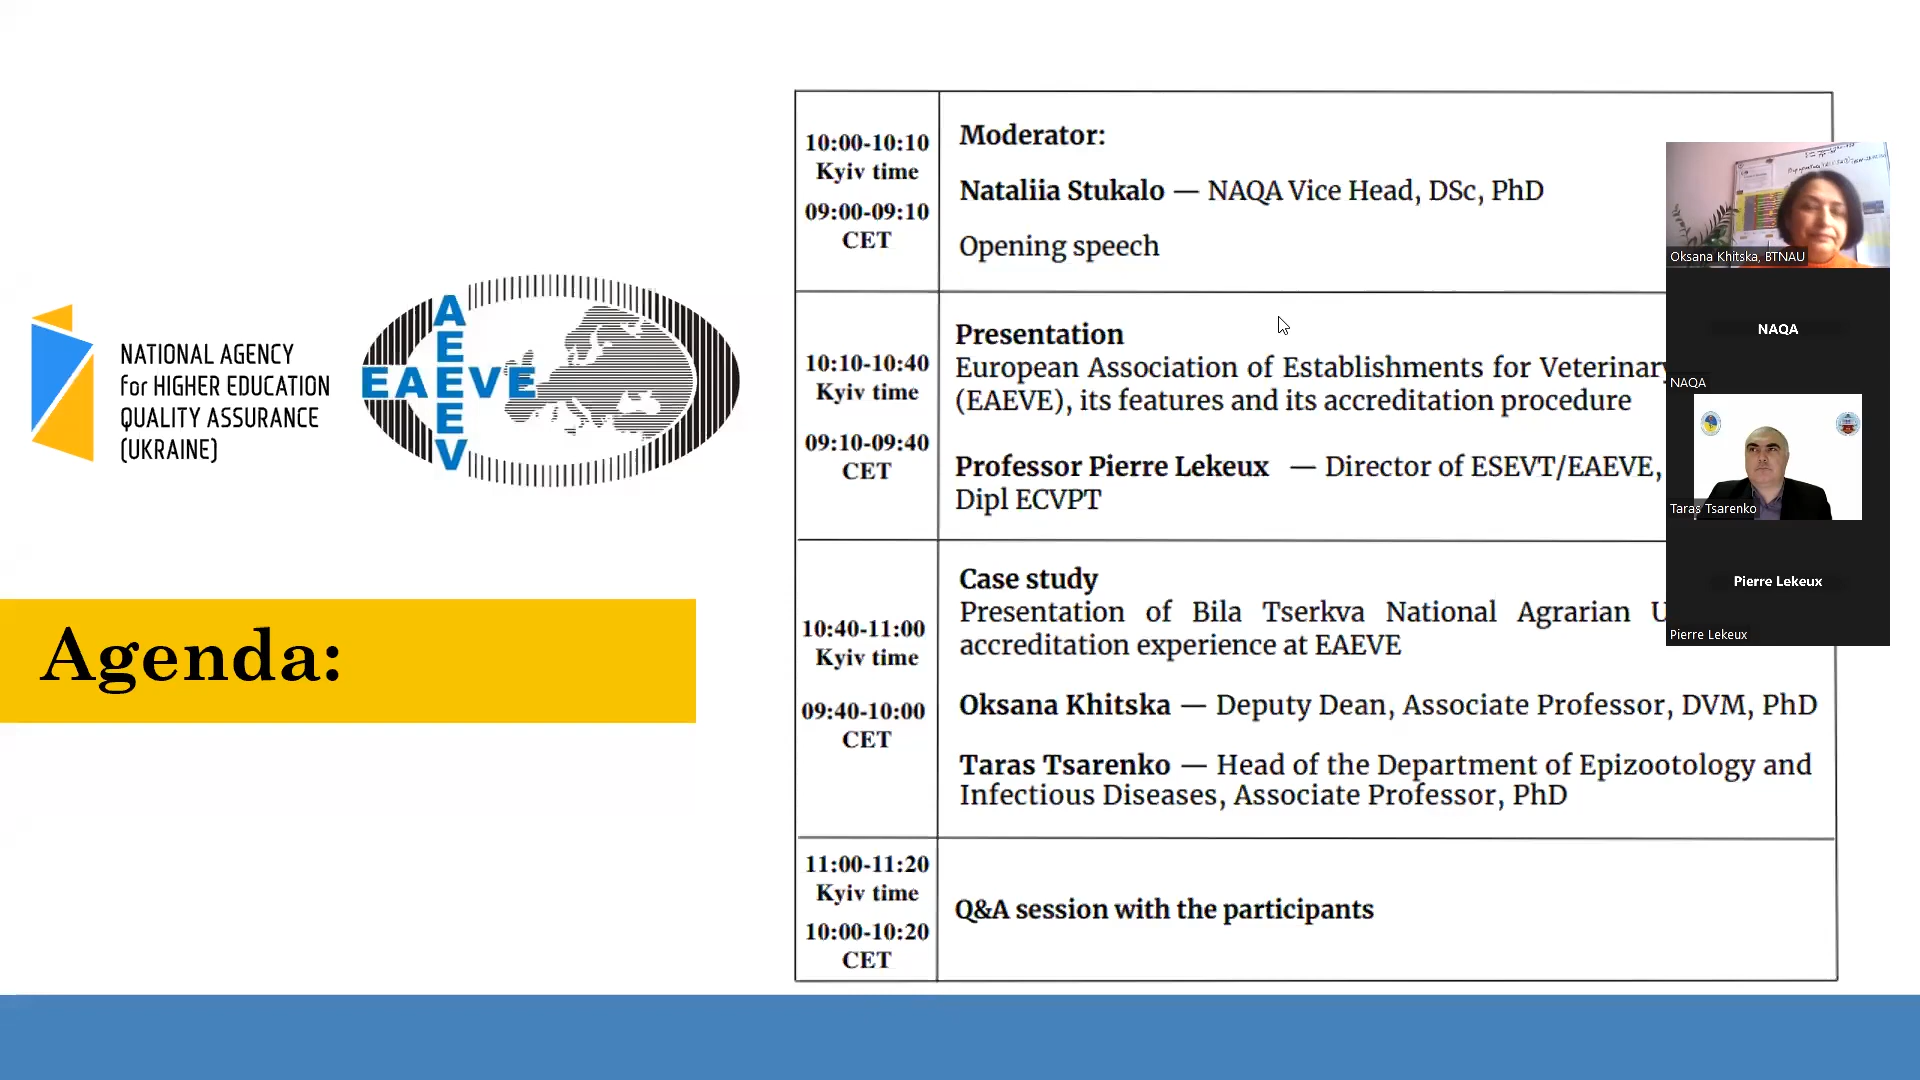 NATIONAL AGENCY
for HIGHER EDUCATION
QUALITY ASSURANCE
(UKRAINE)
EAEVE
AEEEV
Agenda:
10:00-10:10
Kyiv time
09:00-09:10
CET
Moderator:
Nataliia Stukalo — NAQA Vice Head, DSc, PhD
Opening speech
10:10-10:40
Kyiv time
09:10-09:40
CET
Presentation
European Association of Establishments for Veterinary
(EAEVE), its features and its accreditation procedure
Professor Pierre Lekeux — Director of ESEVT/EAEVE,
Dipl ECVPT
10:40-11:00
Kyiv time
09:40-10:00
CET
Case study
Presentation of Bila Tserkva National Agrarian U
accreditation experience at EAEVE
Oksana Khitska — Deputy Dean, Associate Professor, DVM, PhD
Taras Tsarenko — Head of the Department of Epizootology and
Infectious Diseases, Associate Professor, PhD
11:00-11:20
Kyiv time
10:00-10:20
CET
Q&A session with the participants
Oksana Khitska, BTNAU
NAQA
NAQA
Taras Tsarenko
Pierre Lekeux
Pierre Lekeux